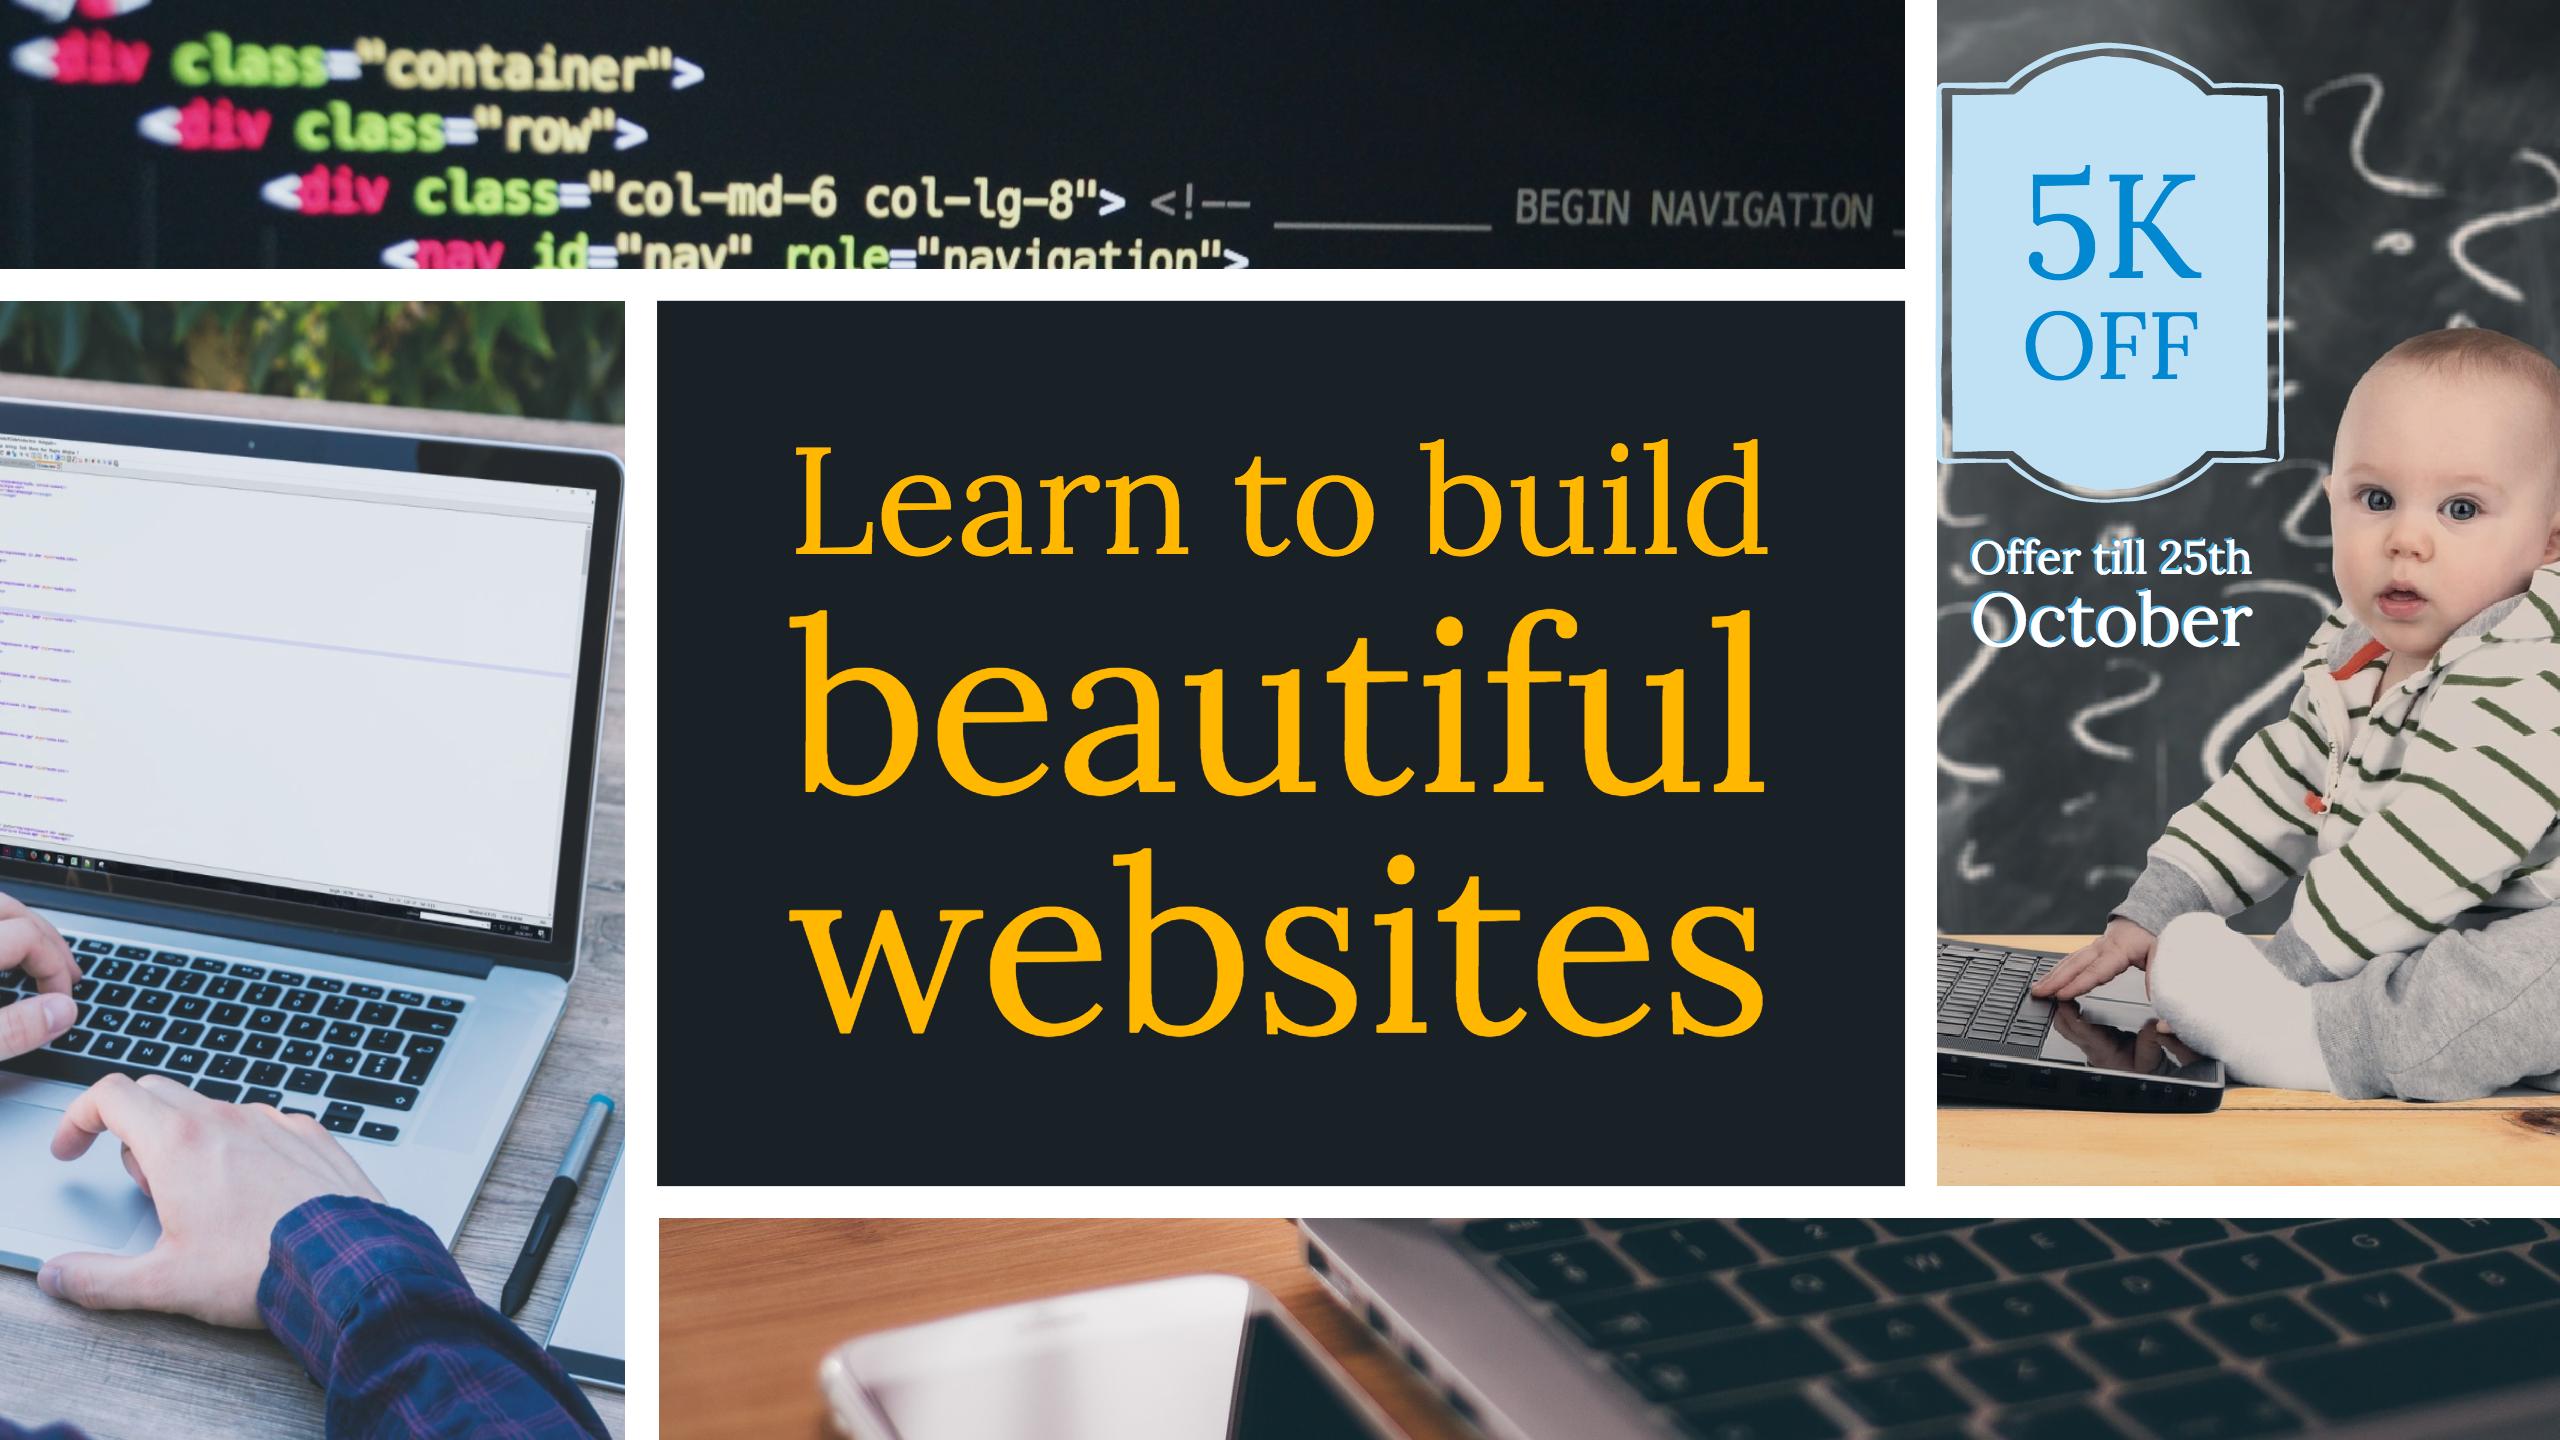 <div class="container">
<div class="row">
<div class="col-md-6 col-lg-8"> <!-- ________ BEGIN NAVIGATION _
<nav id="nav" role="navigation">
5K
OFF
Offer till 25th
October
Learn to build
beautiful
websites